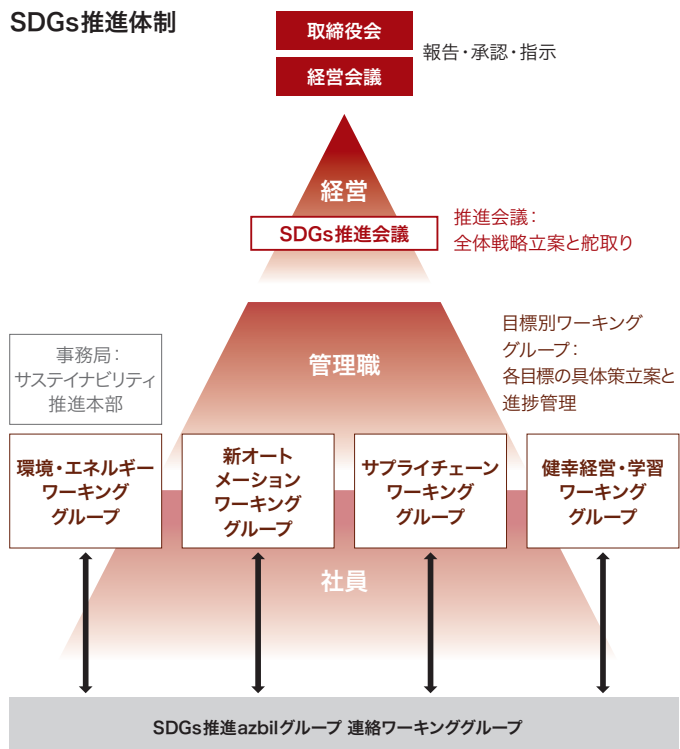 SDGs推進体制
取締役会
経営会議
報告・承認・指示
経営
SDGs推進会議
推進会議：
全体戦略立案と舵取り
事務局：
サステイナビリティ
推進本部
管理職
目標別ワーキング
グループ：
各目標の具体策立案と
進捗管理
環境・エネルギー
ワーキング
グループ
新オート
メーション
ワーキング
グループ
サプライチェーン
ワーキング
グループ
健幸経営・学習
ワーキング
グループ
社員
SDGs推進azbilグループ 連絡ワーキンググループ